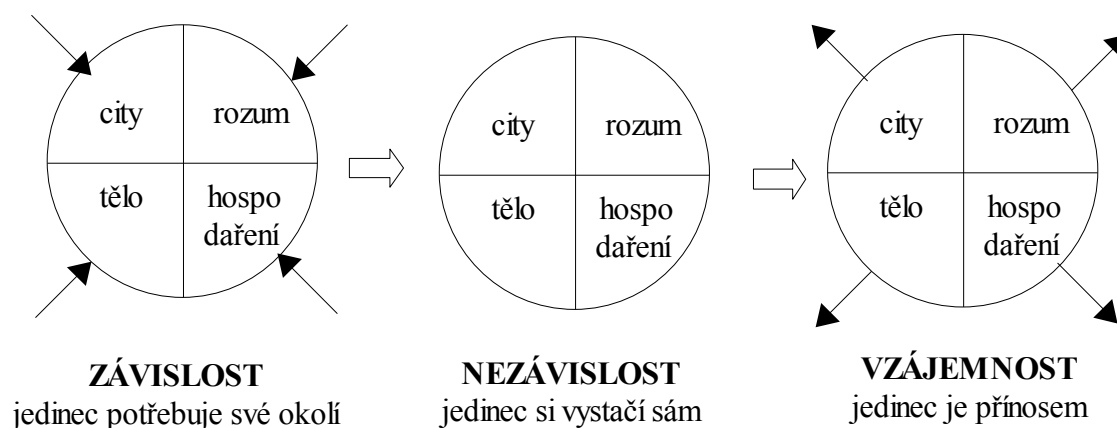 city rozum
tělo hospo
daření
city rozum
tělo hospo
daření
city rozum
tělo hospo
daření
ZÁVISLOST
jedinec potřebuje své okolí
NEZÁVISLOST
jedinec si vystačí sám
VZÁJEMNOST
jedinec je přínosem